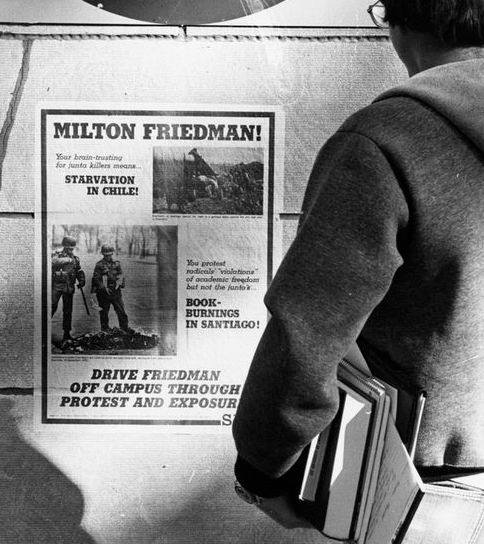 MILTON FRIEDMAN!
Your brain-trusting
for junta killers means...
STARVATION
IN CHILE!
You protest
radicals' "violations"
of academic freedom
but not the junta's...
BOOK-
BURNINGS
IN SANTIAGO!
DRIVE FRIEDMAN
OFF CAMPUS THROUGH
PROTEST AND EXPOSUR
S